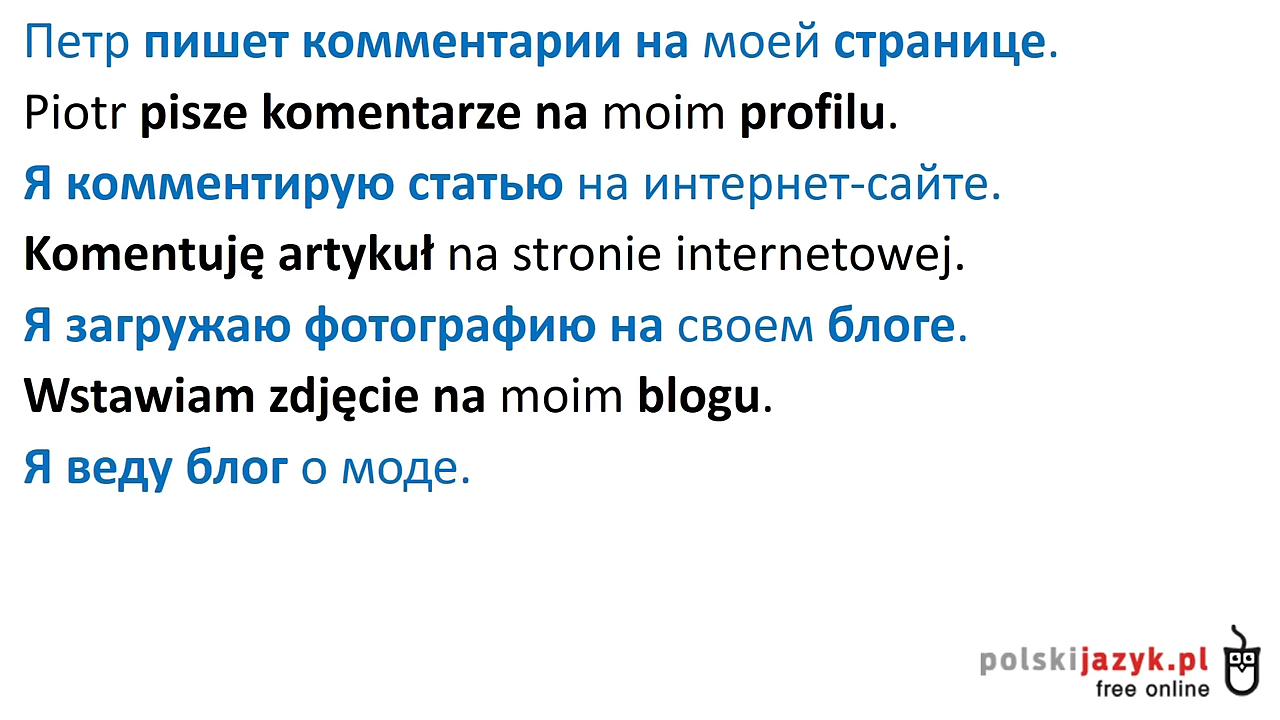 Петр пишет комментарии на моей странице.
Piotr pisze komentarze na moim profilu.
Я комментирую статью на интернет-сайте.
Komentuję artykuł na stronie internetowej.
Я загружаю фотографию на своем блоге.
Wstawiam zdjęcie na moim blogu.
Я веду блог о моде.
polskijazyk.pl
free online